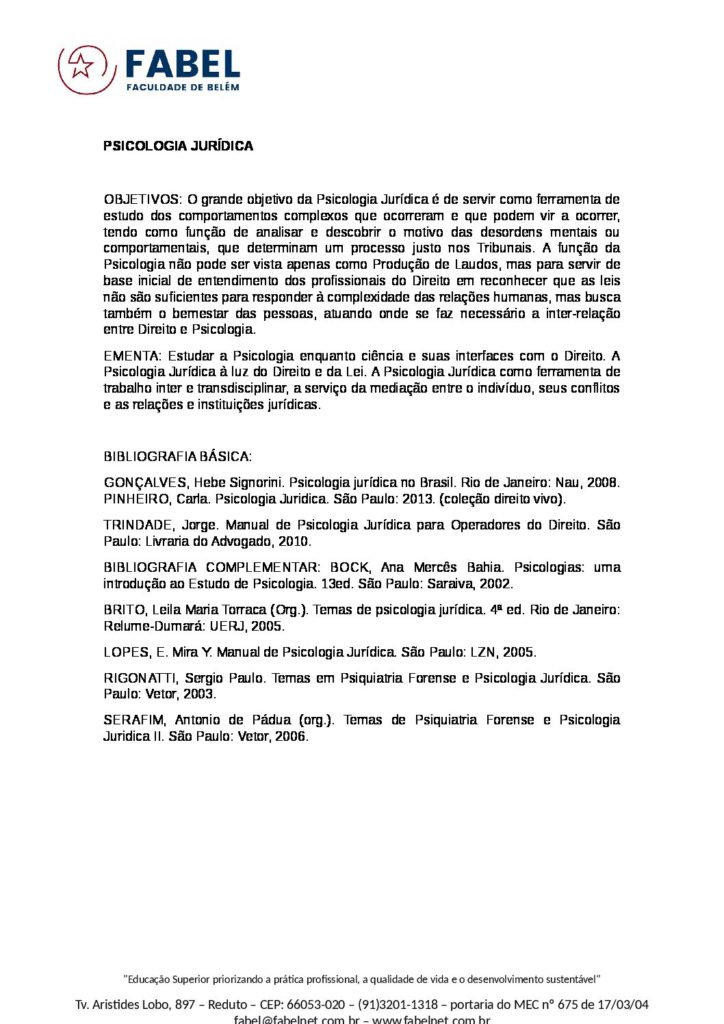 FABEL
FACULDADE DE BELÉM
PSICOLOGIA JURÍDICA
OBJETIVOS: O grande objetivo da Psicologia Jurídica é de servir como ferramenta de
estudo dos comportamentos complexos que ocorreram e que podem vir a ocorrer,
tendo como função de analisar e descobrir o motivo das desordens mentais ou
comportamentais, que determinam um processo justo nos Tribunais. A função da
Psicologia não pode ser vista apenas como Produção de Laudos, mas para servir de
base inicial de entendimento dos profissionais do Direito em reconhecer que as leis
não são suficientes para responder à complexidade das relações humanas, mas busca
também o bemestar das pessoas, atuando onde se faz necessário a inter-relação
entre Direito e Psicologia.
EMENTA: Estudar a Psicologia enquanto ciência e suas interfaces com o Direito. A
Psicologia Jurídica à luz do Direito e da Lei. A Psicologia Jurídica como ferramenta de
trabalho inter e transdisciplinar, a serviço da mediação entre o indivíduo, seus conflitos
e as relações e instituições jurídicas.
BIBLIOGRAFIA BÁSICA:
GONÇALVES, Hebe Signorini. Psicologia jurídica no Brasil. Rio de Janeiro: Nau, 2008.
PINHEIRO, Carla. Psicologia Juridica. São Paulo: 2013. (coleção direito vivo).
TRINDADE, Jorge. Manual de Psicologia Jurídica para Operadores do Direito. São
Paulo: Livraria do Advogado, 2010.
BIBLIOGRAFIA COMPLEMENTAR: BOCK, Ana Mercês Bahia. Psicologias: uma
introdução ao Estudo de Psicologia. 13ed. São Paulo: Saraiva, 2002.
BRITO, Leila Maria Torraca (Org.). Temas de psicologia jurídica. 4ª ed. Rio de Janeiro:
Relume-Dumará: UERJ, 2005.
LOPES, E. Mira Y. Manual de Psicologia Jurídica. São Paulo: LZN, 2005.
RIGONATTI, Sergio Paulo. Temas em Psiquiatria Forense e Psicologia Jurídica. São
Paulo: Vetor, 2003.
SERAFIM, Antonio de Pádua (org.). Temas de Psiquiatria Forense e Psicologia
Juridica II. São Paulo: Vetor, 2006.
"Educação Superior priorizando a prática profissional, a qualidade de vida e o desenvolvimento sustentável"
Tv. Aristides Lobo, 897 – Reduto – CEP: 66053-020 – (91)3201-1318 – portaria do MEC nº 675 de 17/03/04
fabel@fabelnet.com.br – www.fabelnet.com.br